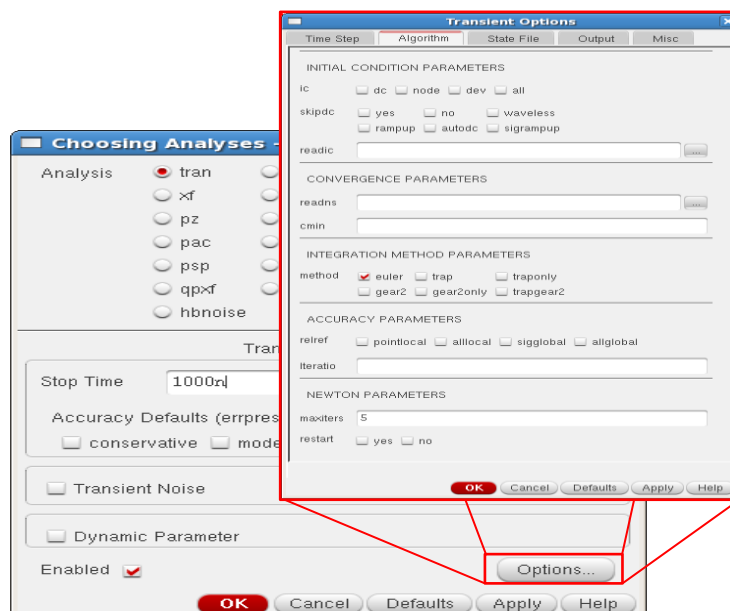 Transient Options
Time Step Algorithm State File Output Misc
INITIAL CONDITION PARAMETERS
ic dc node dev all
skipdc yes no waveless
rampup autodc sigrampup
readic ....
CONVERGENCE PARAMETERS
readns ....
cmin
INTEGRATION METHOD PARAMETERS
method euler trap traponly
gear2 gear2only trapgear2
ACCURACY PARAMETERS
relref pointlocal alllocal sigglobal allglobal
lteratio
NEWTON PARAMETERS
maxiters 5
restart yes no
OK Cancel Defaults Apply Help
Choosing Analyses -
Analysis tran
xf
pz
pac
psp
qpxf
hbnoise
Tran
Stop Time 1000n
Accuracy Defaults (errpres
conservative mode
Transient Noise
Dynamic Parameter
Enabled Options...
OK Cancel Defaults Apply Help